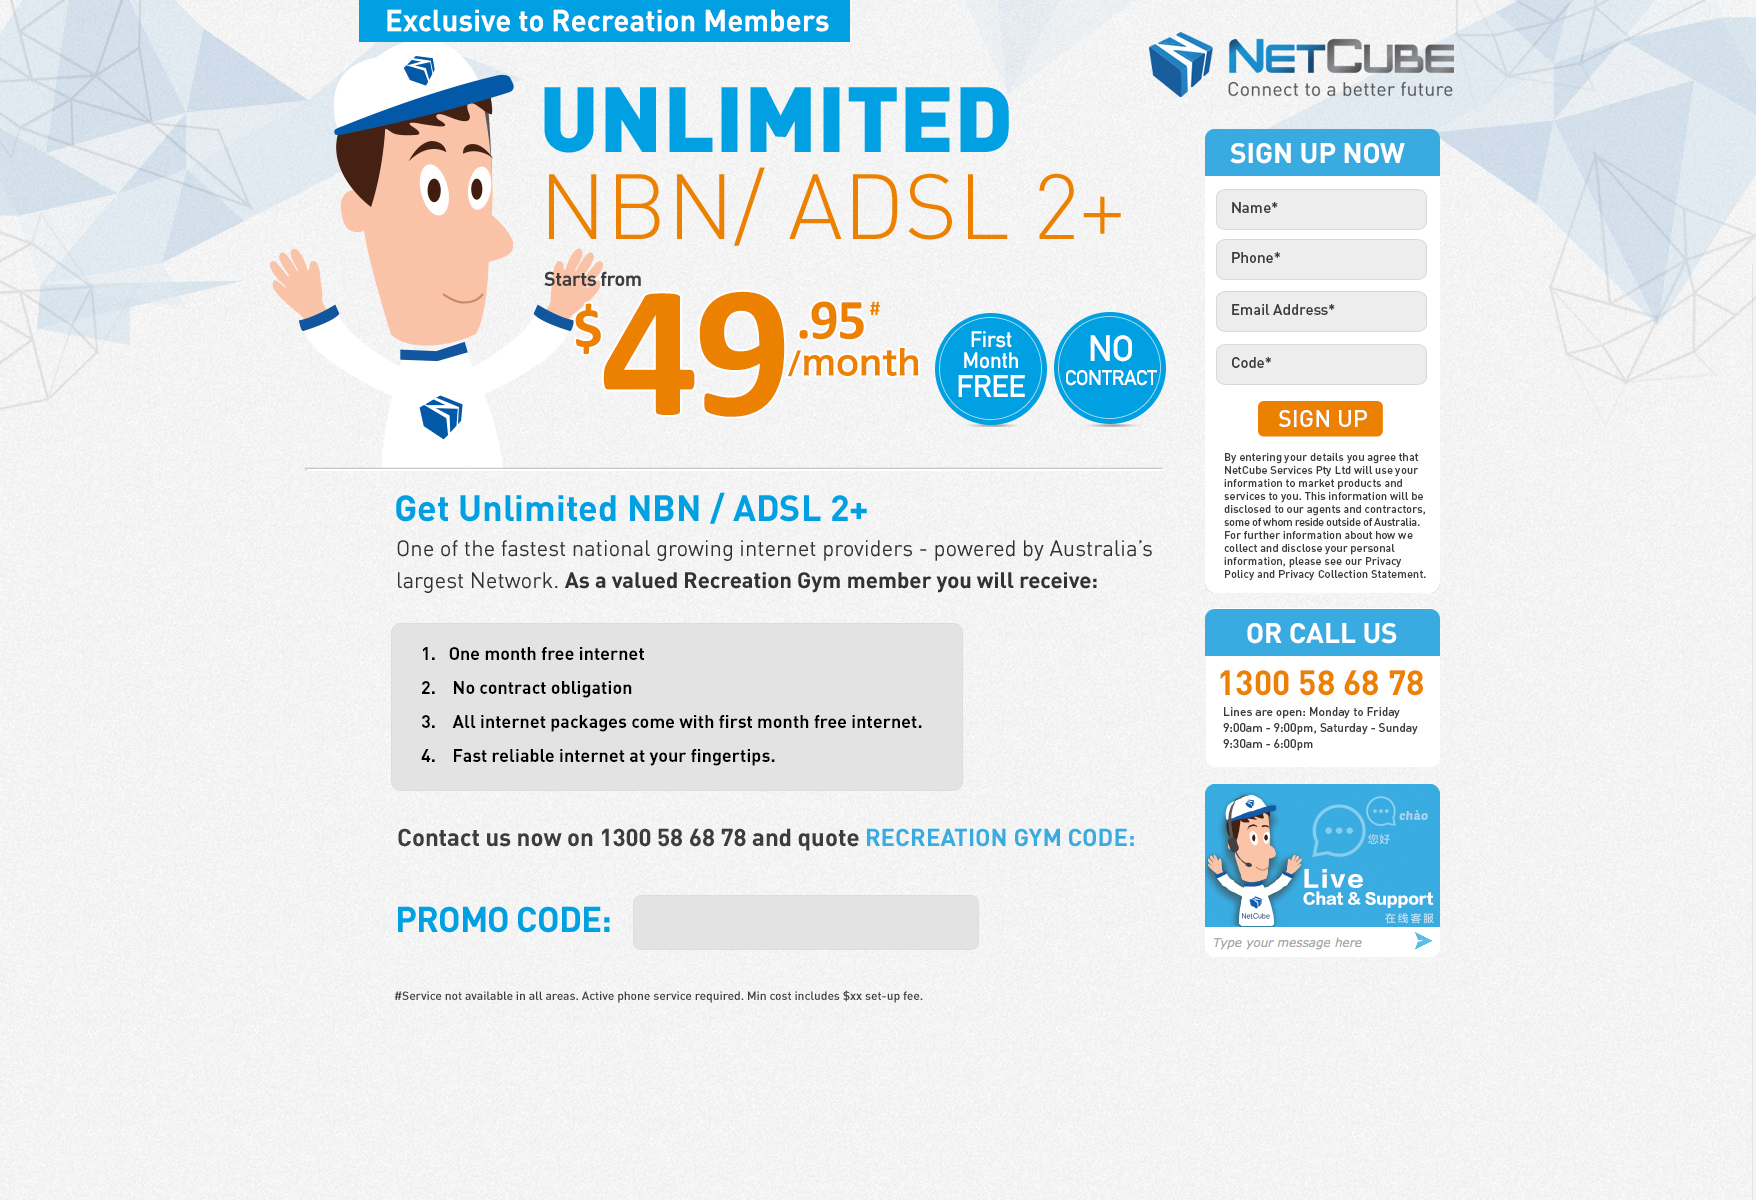 Exclusive to Recreation Members
NETCUBE
Connect to a better future
UNLIMITED
NBN/ ADSL 2+
Starts from
$49.95#
/month
First
Month
FREE
NO
CONTRACT
SIGN UP NOW
Name*
Phone*
Email Address*
Code*
SIGN UP
By entering your details you agree that
NetCube Services Pty Ltd will use your
information to market products and
services to you. This information will be
disclosed to our agents and contractors,
some of whom reside outside of Australia.
For further information about how we
collect and disclose your personal
information, please see our Privacy
Policy and Privacy Collection Statement.
Get Unlimited NBN / ADSL 2+
One of the fastest national growing internet providers - powered by Australia's
largest Network. As a valued Recreation Gym member you will receive:
1. One month free internet
2. No contract obligation
3. All internet packages come with first month free internet.
4. Fast reliable internet at your fingertips.
OR CALL US
1300 58 68 78
Lines are open: Monday to Friday
9:00am - 9:00pm, Saturday - Sunday
9:30am - 6:00pm
Contact us now on 1300 58 68 78 and quote RECREATION GYM CODE:
chào
您好
Live
Chat & Support
在线客服
NetCube
Type your message here
PROMO CODE:
#Service not available in all areas. Active phone service required. Min cost includes $xx set-up fee.